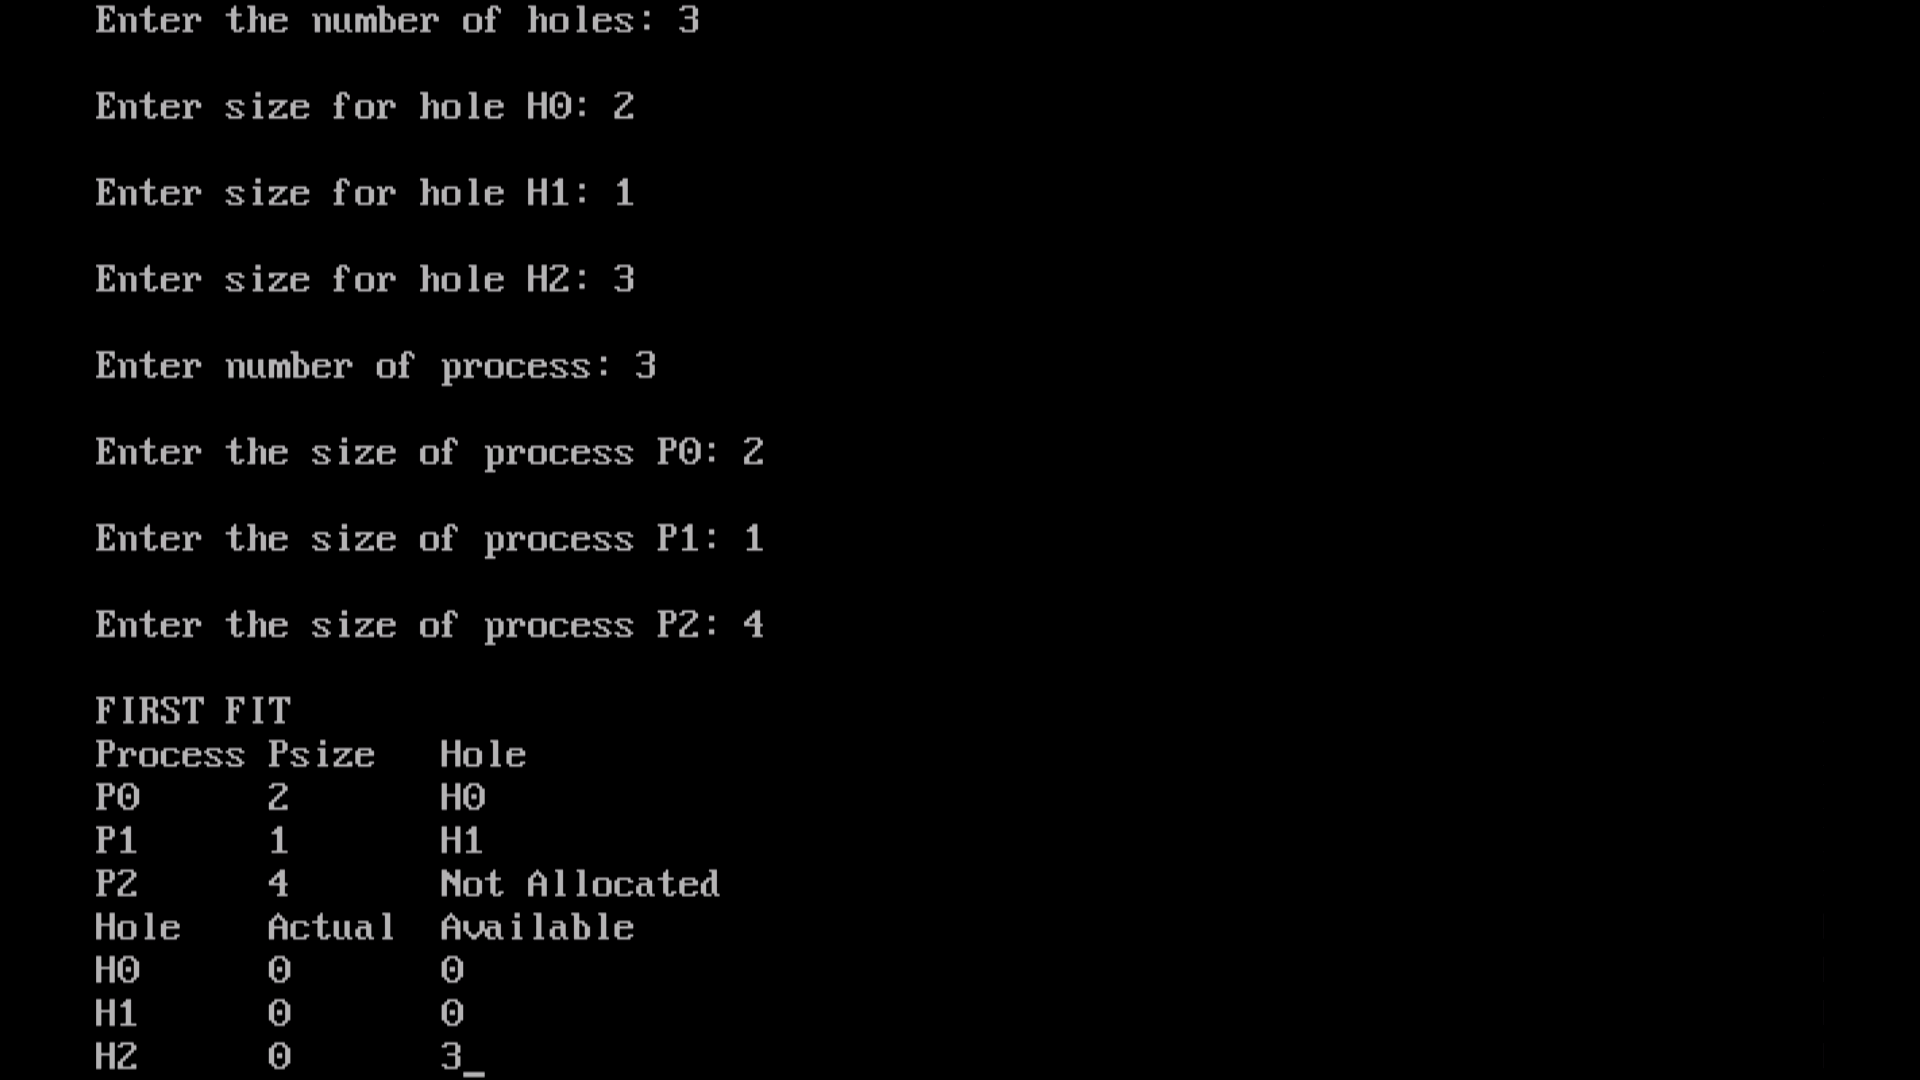 Enter the number of holes: 3
Enter size for hole H0: 2
Enter size for hole H1: 1
Enter size for hole H2: 3
Enter number of process: 3
Enter the size of process P0: 2
Enter the size of process P1: 1
Enter the size of process P2: 4
FIRST FIT
Process Psize Hole
P0 2 H0
P1 1 H1
P2 4 Not Allocated
Hole Actual Available
H0 0 0
H1 0 0
H2 0 3_